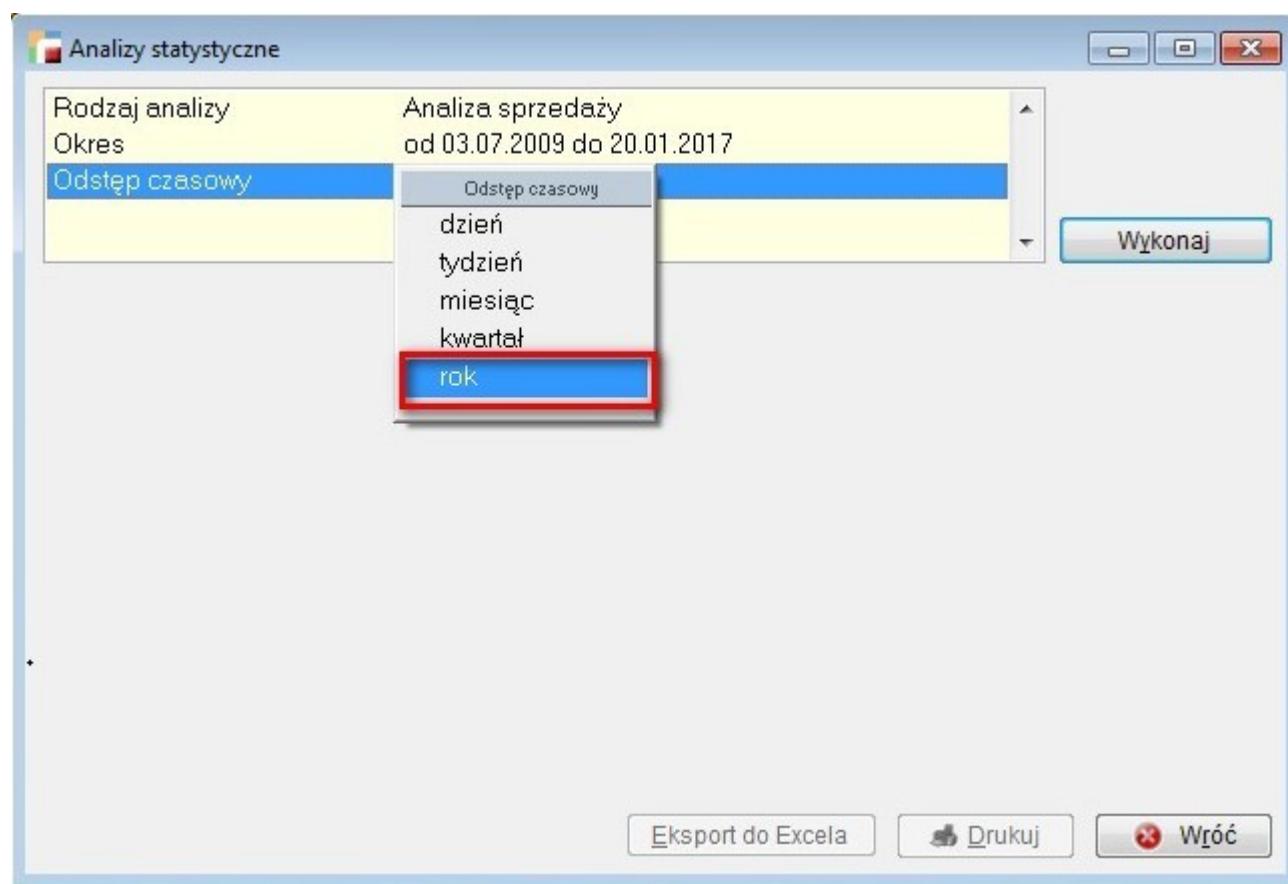 Analizy statystyczne
Rodzaj analizy Analiza sprzedaży
Okres od 03.07.2009 do 20.01.2017
Odstęp czasowy
Odstęp czasowy
dzień
tydzień
miesiąc
kwartał
rok
Wykonaj
Eksport do Excela Drukuj Wróć